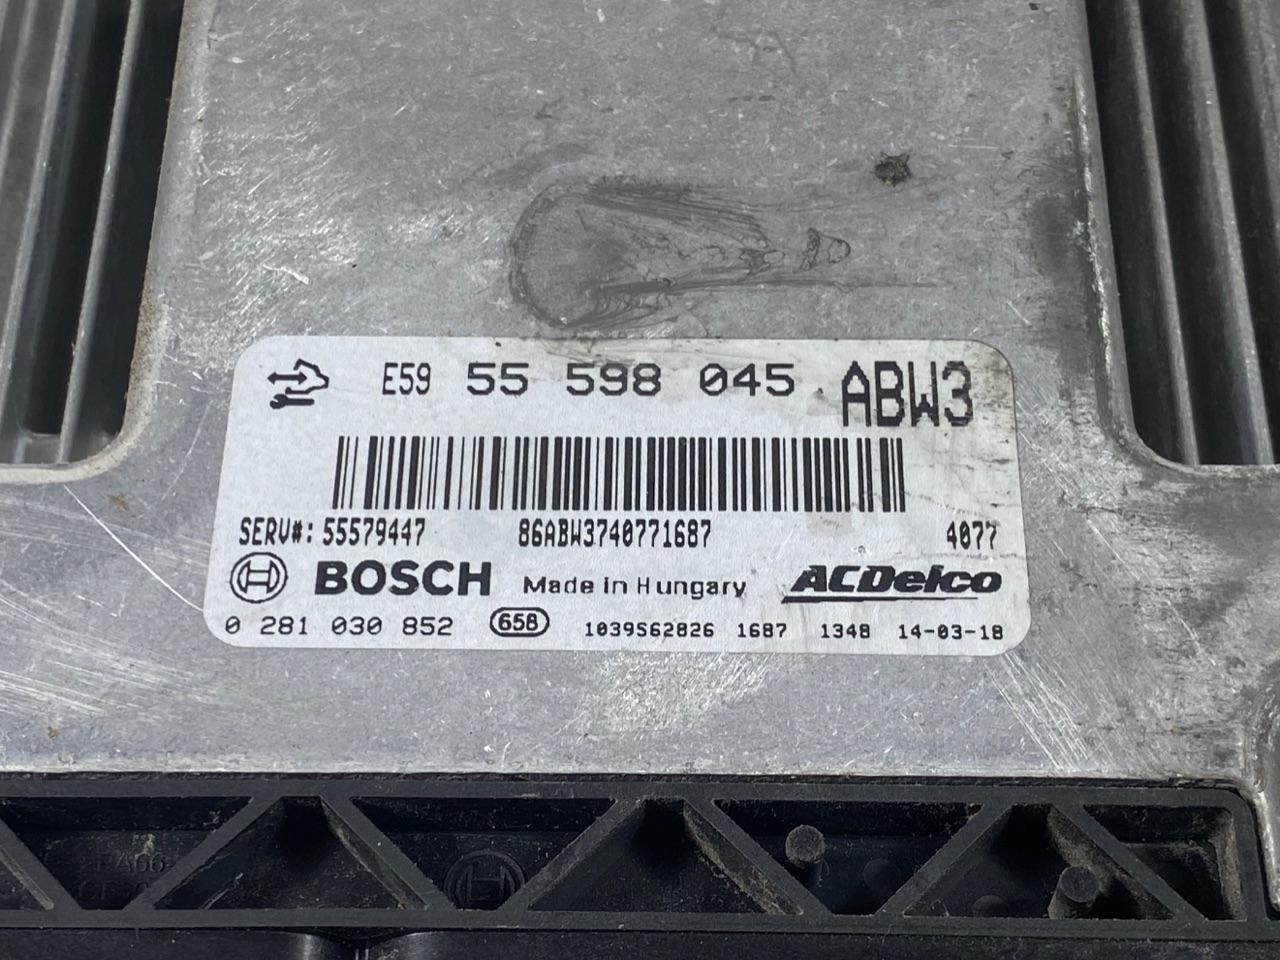 E59 55 598 045 ABW3
SERV#: 55579447 86ABW3740771687 4077
BOSCH Made in Hungary ACDelco
0 281 030 852 658 1039S62826 1687 1348 14-03-18